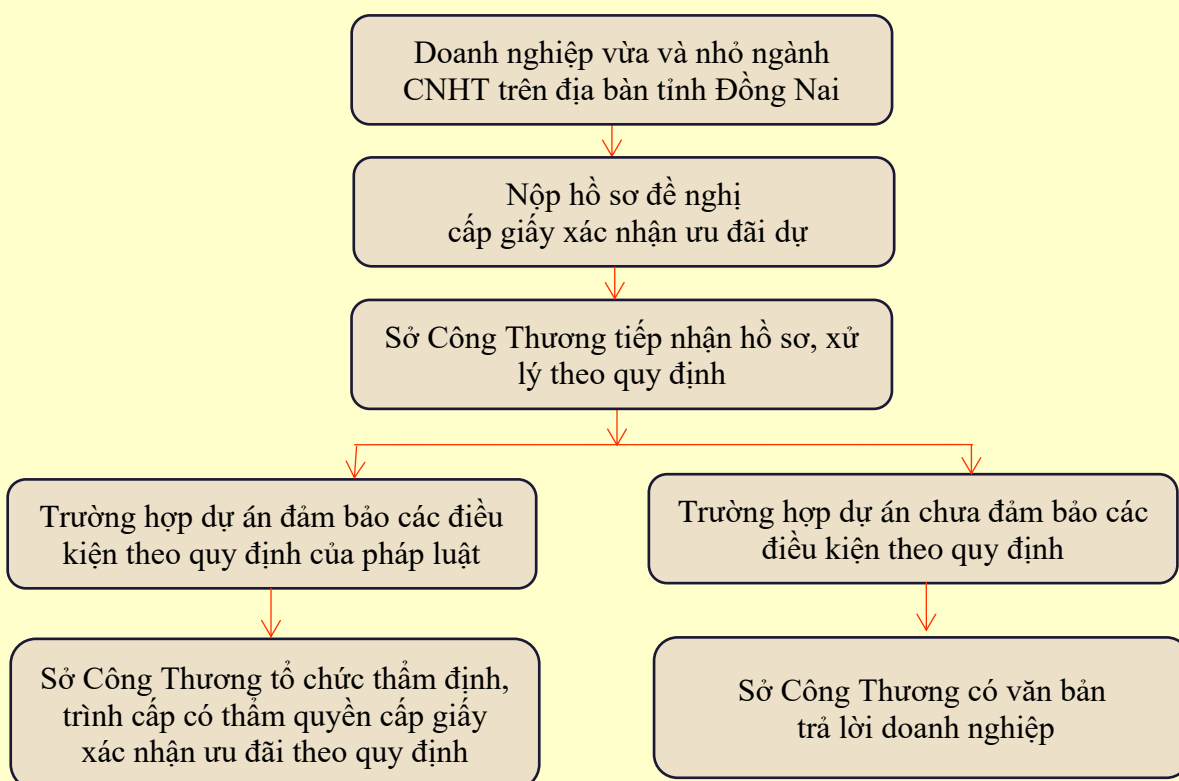 Doanh nghiệp vừa và nhỏ ngành
CNHT trên địa bàn tỉnh Đồng Nai
Nộp hồ sơ đề nghị
cấp giấy xác nhận ưu đãi dự
Sở Công Thương tiếp nhận hồ sơ, xử
lý theo quy định
Trường hợp dự án đảm bảo các điều
kiện theo quy định của pháp luật
Trường hợp dự án chưa đảm bảo các
điều kiện theo quy định
Sở Công Thương tổ chức thẩm định,
trình cấp có thẩm quyền cấp giấy
xác nhận ưu đãi theo quy định
Sở Công Thương có văn bản
trả lời doanh nghiệp